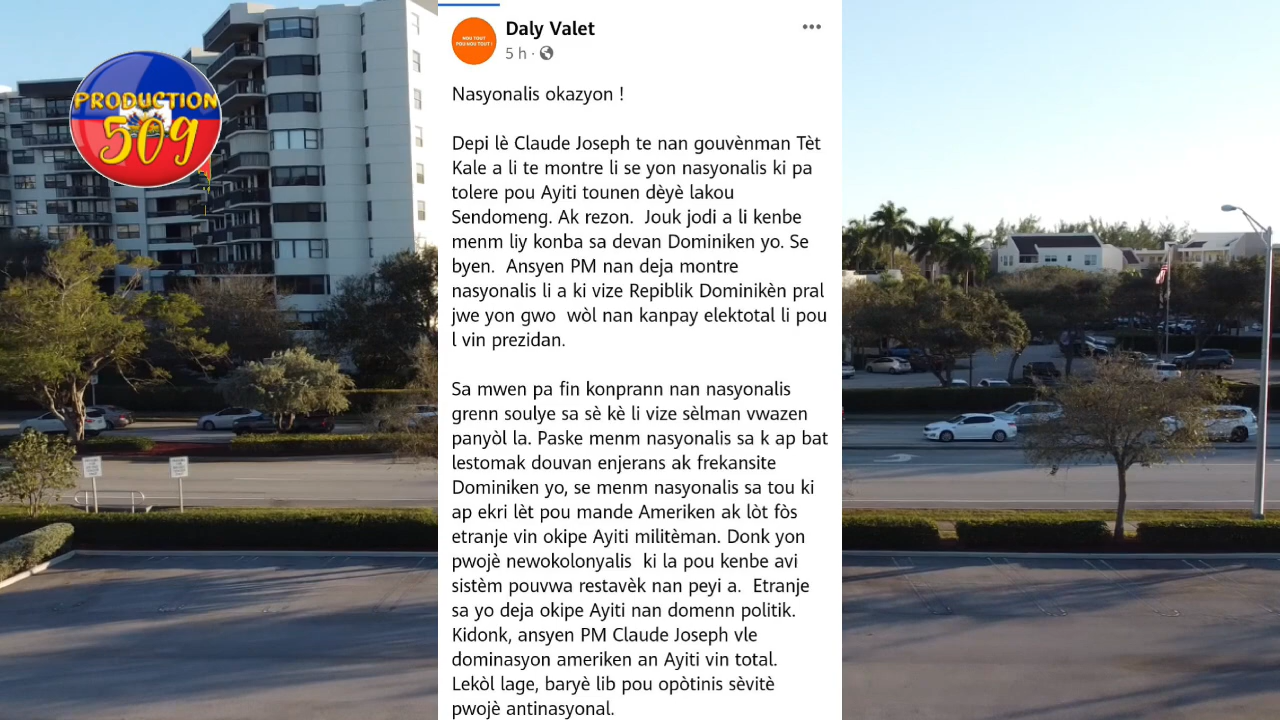 PRODUCTION
509
NOU TOUT
POU NOU TOUT !
Daly Valet
5 h ·
Nasyonalis okazyon !
Depi lè Claude Joseph te nan gouvènman Tèt
Kale a li te montre li se yon nasyonalis ki pa
tolere pou Ayiti tounen dèyè lakou
Sendomeng. Ak rezon. Jouk jodi a li kenbe
menm liy konba sa devan Dominiken yo. Se
byen. Ansyen PM nan deja montre
nasyonalis li a ki vize Repiblik Dominikèn pral
jwe yon gwo wòl nan kanpay elektotal li pou
l vin prezidan.
Sa mwen pa fin konprann nan nasyonalis
grenn soulye sa sè kè li vize sèlman vwazen
panyòl la. Paske menm nasyonalis sa k ap bat
lestomak douvan enjerans ak frekansite
Dominiken yo, se menm nasyonalis sa tou ki
ap ekri lèt pou mande Ameriken ak lòt fòs
etranje vin okipe Ayiti militèman. Donk yon
pwojè newokolonyalis ki la pou kenbe avi
sistèm pouvwa restavèk nan peyi a. Etranje
sa yo deja okipe Ayiti nan domenn politik.
Kidonk, ansyen PM Claude Joseph vle
dominasyon ameriken an Ayiti vin total.
Lekòl lage, baryè lib pou opòtinis sèvitè
pwojè antinasyonal.